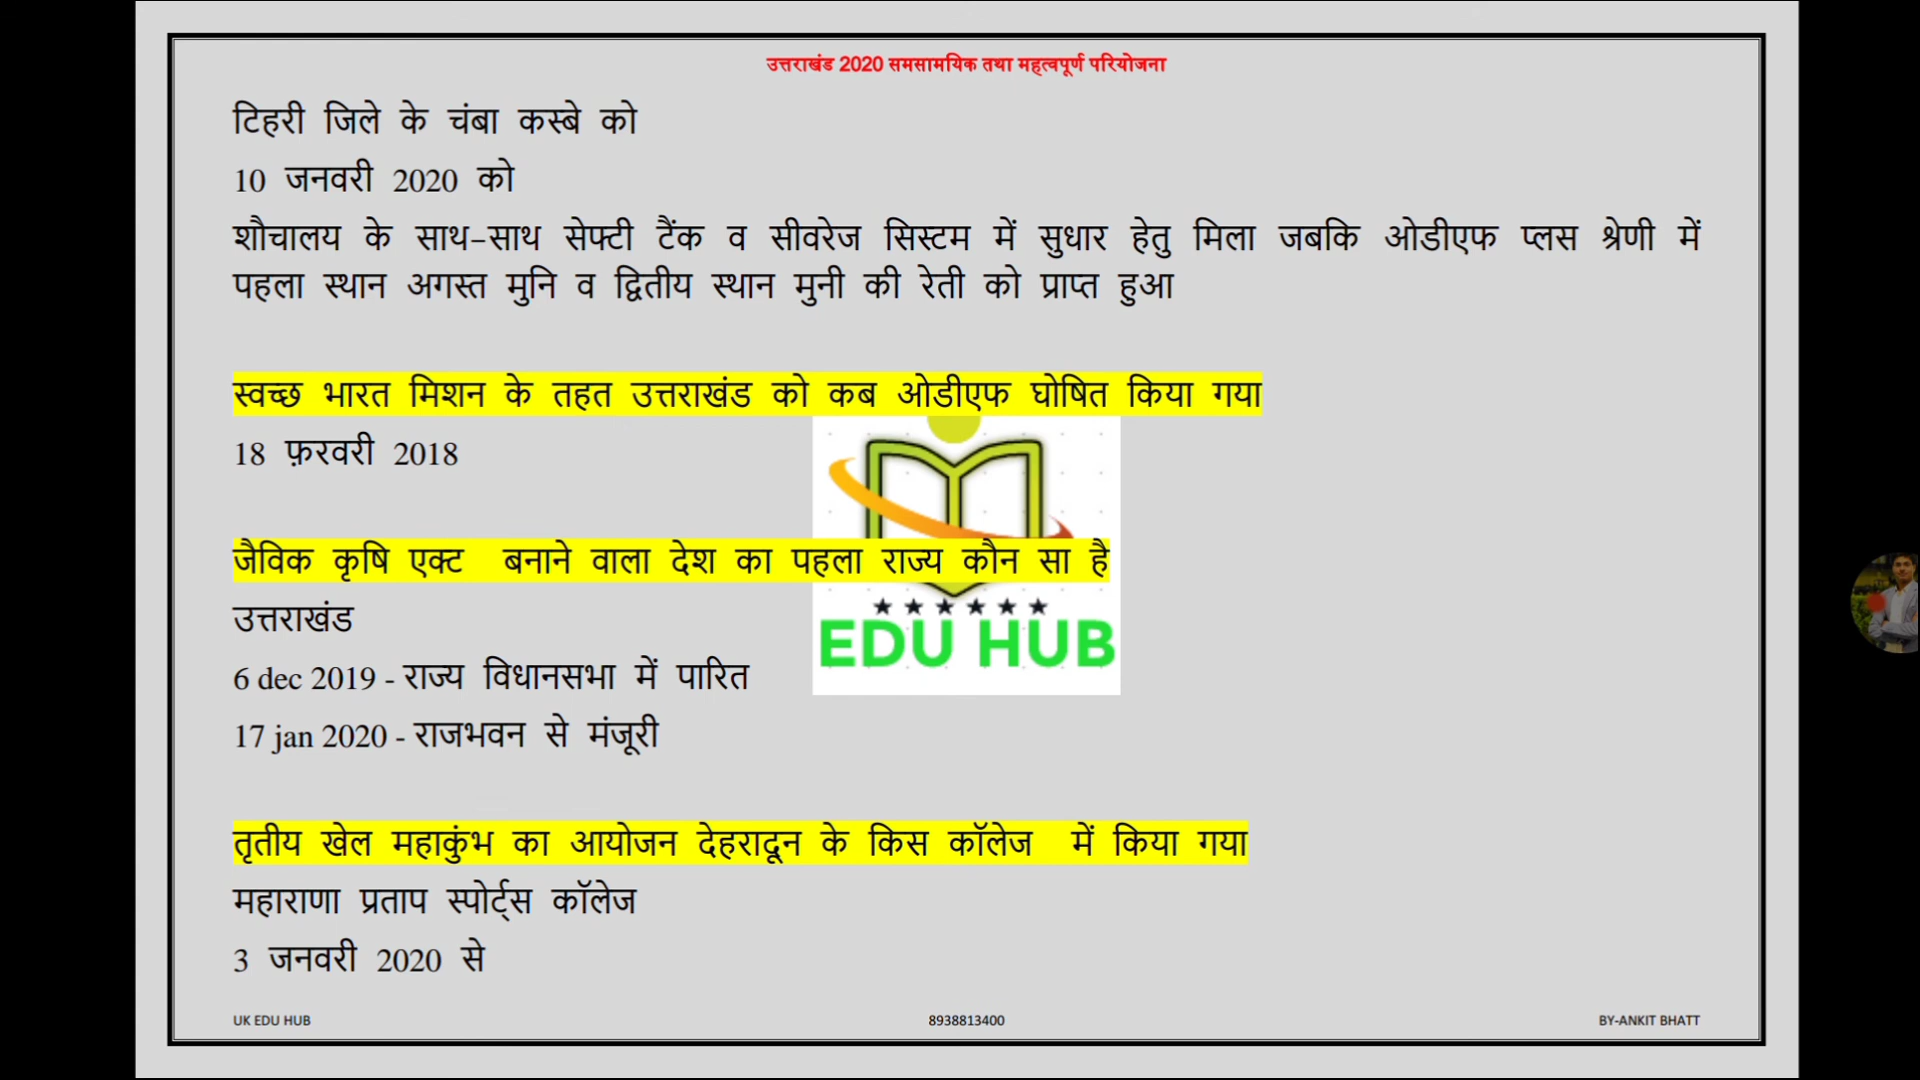 उत्तराखंड 2020 समसामयिक तथा महत्वपूर्ण परियोजना
टिहरी जिले के चंबा कस्बे को
10 जनवरी 2020 को
शौचालय के साथ-साथ सेफ्टी टैंक व सीवरेज सिस्टम में सुधार हेतु मिला जबकि ओडीएफ प्लस श्रेणी में
पहला स्थान अगस्त मुनि व द्वितीय स्थान मुनी की रेती को प्राप्त हुआ
स्वच्छ भारत मिशन के तहत उत्तराखंड को कब ओडीएफ घोषित किया गया
18 फ़रवरी 2018
जैविक कृषि एक्ट बनाने वाला देश का पहला राज्य कौन सा है
उत्तराखंड
EDU HUB
6 dec 2019 - राज्य विधानसभा में पारित
17 jan 2020 - राजभवन से मंजूरी
तृतीय खेल महाकुंभ का आयोजन देहरादून के किस कॉलेज में किया गया
महाराणा प्रताप स्पोर्ट्स कॉलेज
3 जनवरी 2020 से
UK EDU HUB 8938813400 BY-ANKIT BHATT